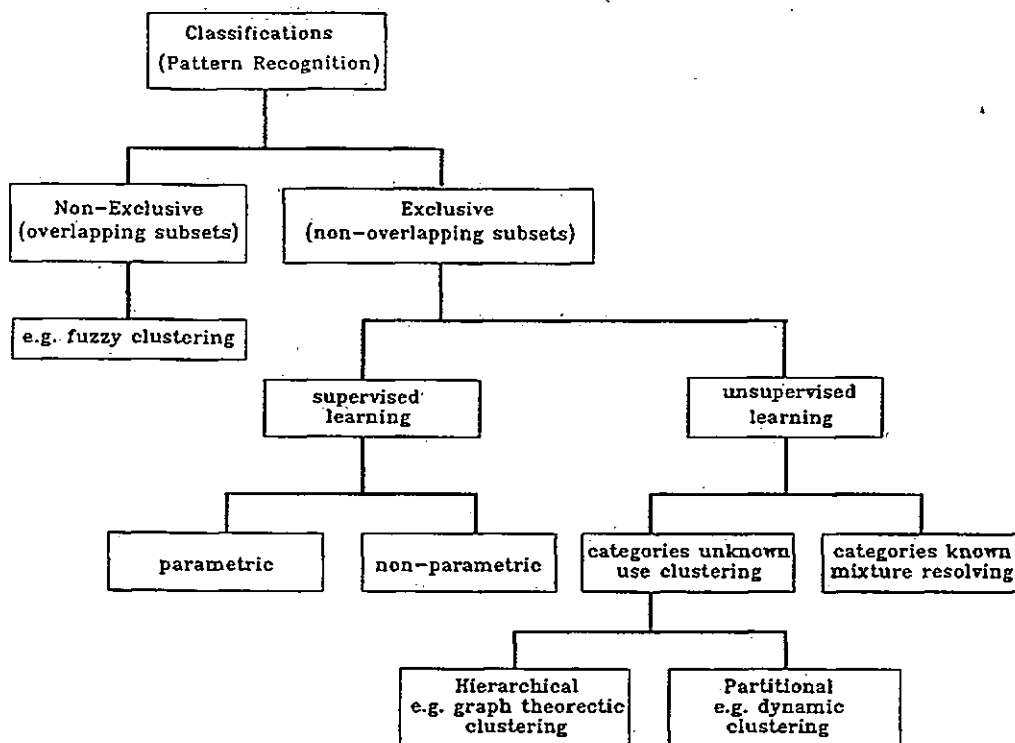 Classifications
(Pattern Recognition)
Non-Exclusive
(overlapping subsets)
Exclusive
(non-overlapping subsets)
e.g. fuzzy clustering
supervised
learning
unsupervised
learning
parametric
non-parametric
categories unknown
use clustering
categories known
mixture resolving
Hierarchical
e.g. graph theorectic
clustering
Partitional
e.g. dynamic
clustering